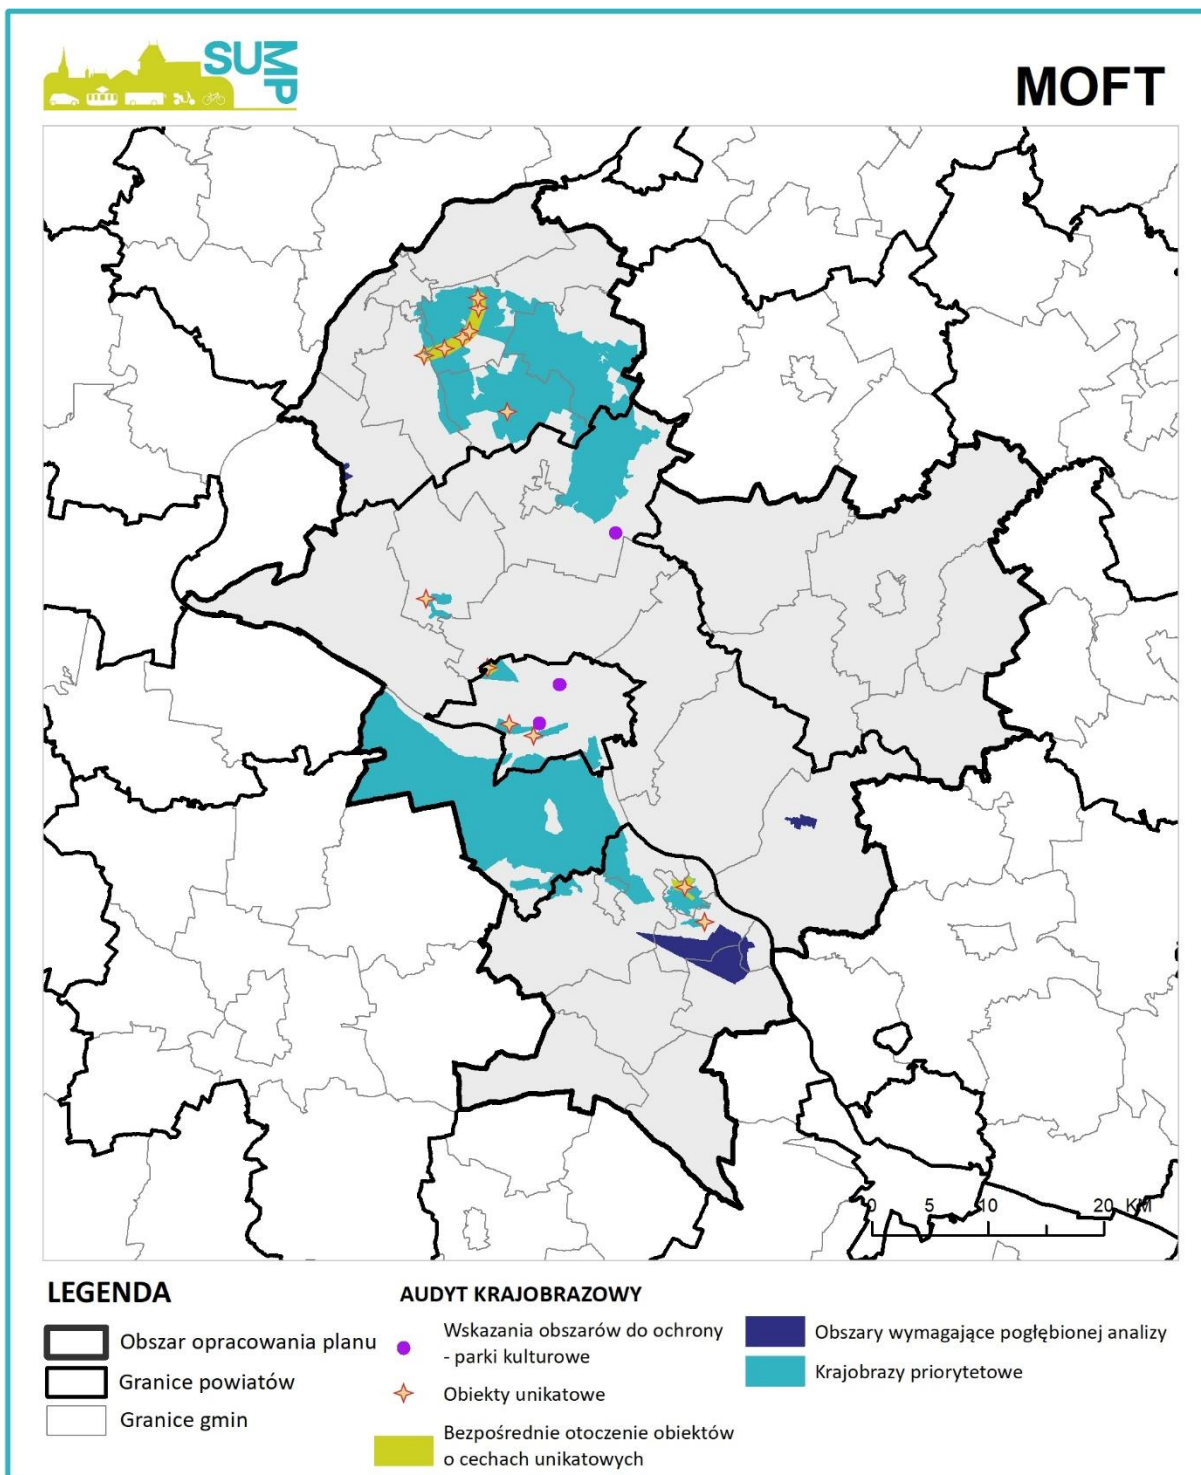 SUMP
MOFT
0 5 10 20 KM
LEGENDA
Obszar opracowania planu
Granice powiatów
Granice gmin
AUDYT KRAJOBRAZOWY
Wskazania obszarów do ochrony
- parki kulturowe
Obiekty unikatowe
Bezpośrednie otoczenie obiektów
o cechach unikatowych
Obszary wymagające pogłębionej analizy
Krajobrazy priorytetowe